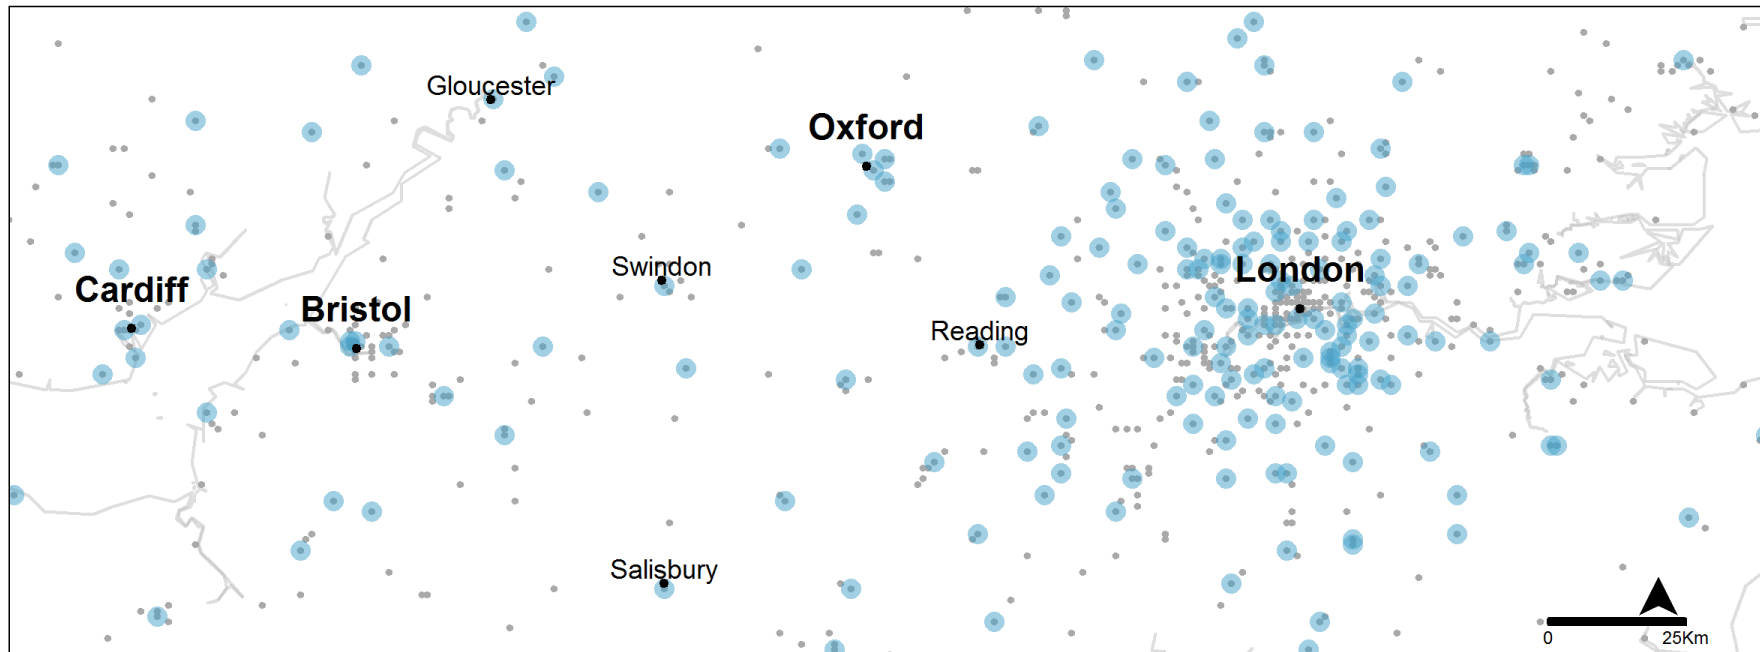 Gloucester
Oxford
Swindon
London
Cardiff
Bristol
Reading
Salisbury
0 25Km